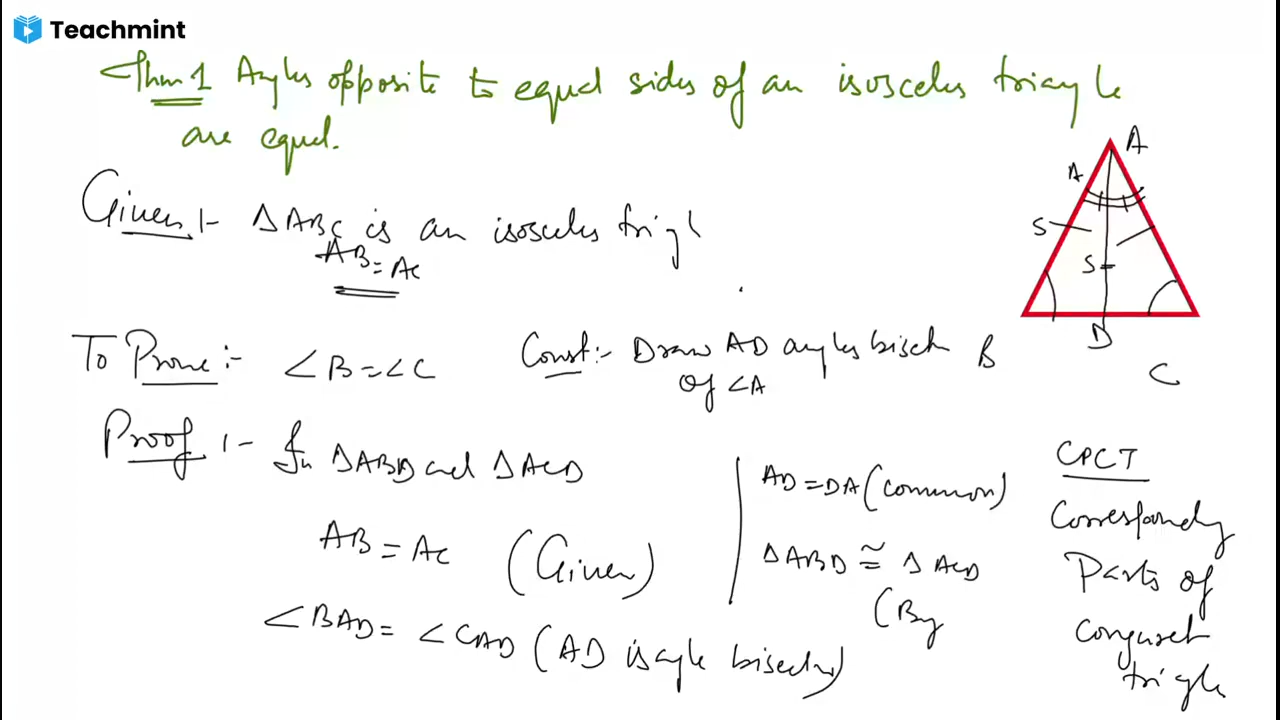 Teachmint
Thm 1 Angles opposite to equal sides of an isosceles triangle
are equal.
Given:- ΔABC is an isosceles triangle
AB = AC
To Prove:- ∠B = ∠C
Const:- Draw AD angles bisector
of ∠A
Proof:- In ΔABD and ΔACD
AB = AC (Given)
∠BAD = ∠CAD (AD is angle bisector)
AD = DA (common)
ΔABD ≅ ΔACD
(By
CPCT
Corresponding
Parts of
congruent
triangle
A
A
S
S
D
B
C